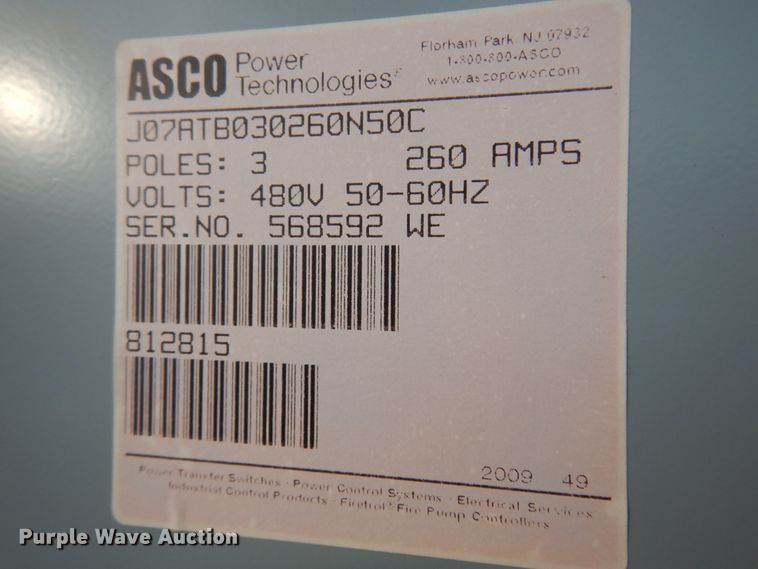 ASCO Power Technologies
Florham Park, NJ 07932
1-800-800-ASCO
www.ascopower.com
J07ATB030260N50C
POLES: 3 260 AMPS
VOLTS: 480V 50-60HZ
SER.NO. 568592 WE
812815
2009 49
Power Transfer Switches · Power Control Systems · Electrical Services
Industrial Control Products · Firetrol® Fire Pump Controllers
Purple Wave Auction